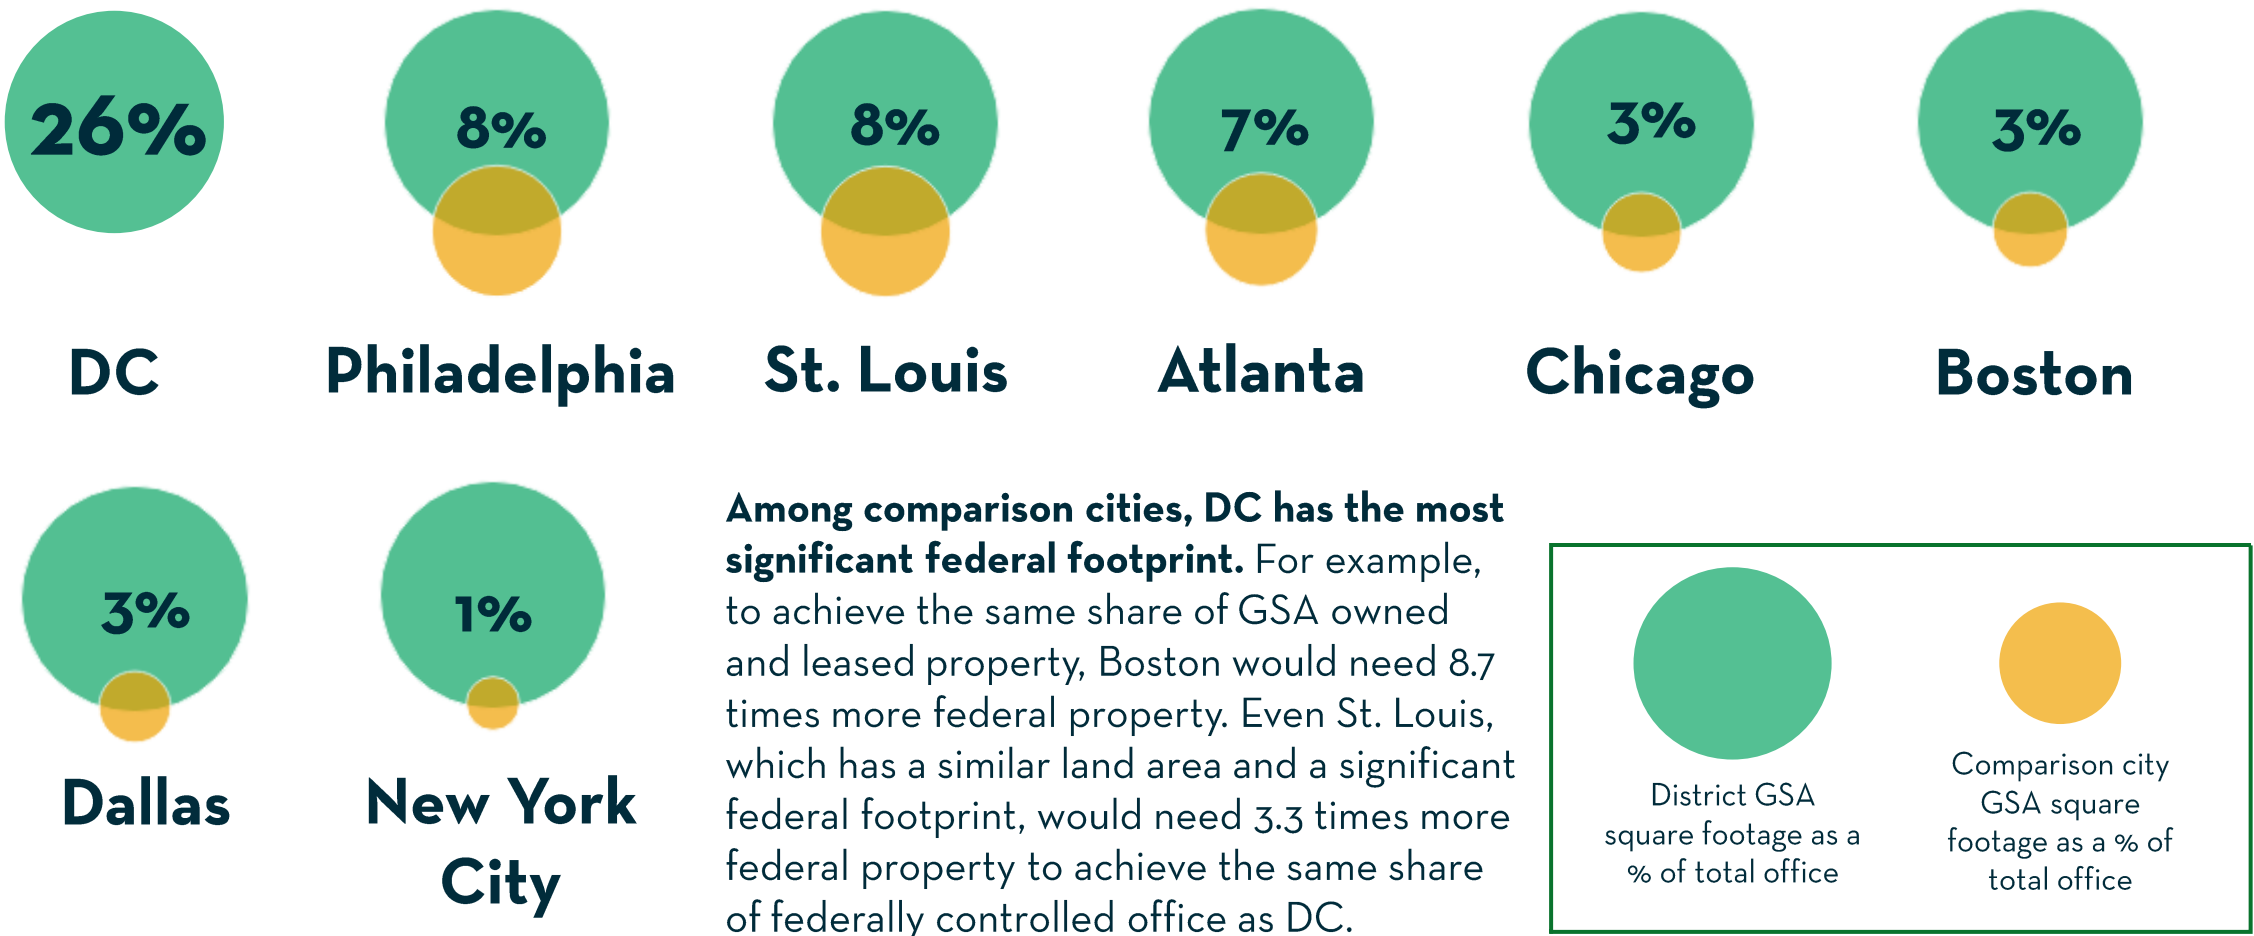 26%
8%
8%
7%
3%
3%
DC
Philadelphia
St. Louis
Atlanta
Chicago
Boston
3%
1%
Dallas
New York
City
Among comparison cities, DC has the most
significant federal footprint. For example,
to achieve the same share of GSA owned
and leased property, Boston would need 8.7
times more federal property. Even St. Louis,
which has a similar land area and a significant
federal footprint, would need 3.3 times more
federal property to achieve the same share
of federally controlled office as DC.
District GSA
square footage as a
% of total office
Comparison city
GSA square
footage as a % of
total office